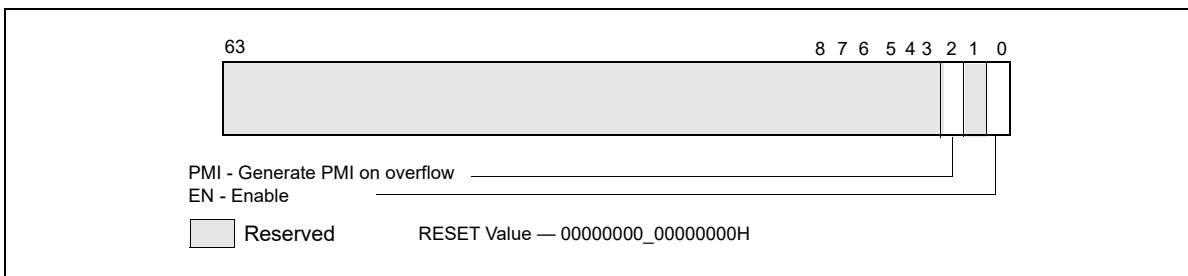 63 8 7 6 5 4 3 2 1 0
PMI - Generate PMI on overflow
EN - Enable
Reserved RESET Value — 00000000_00000000H